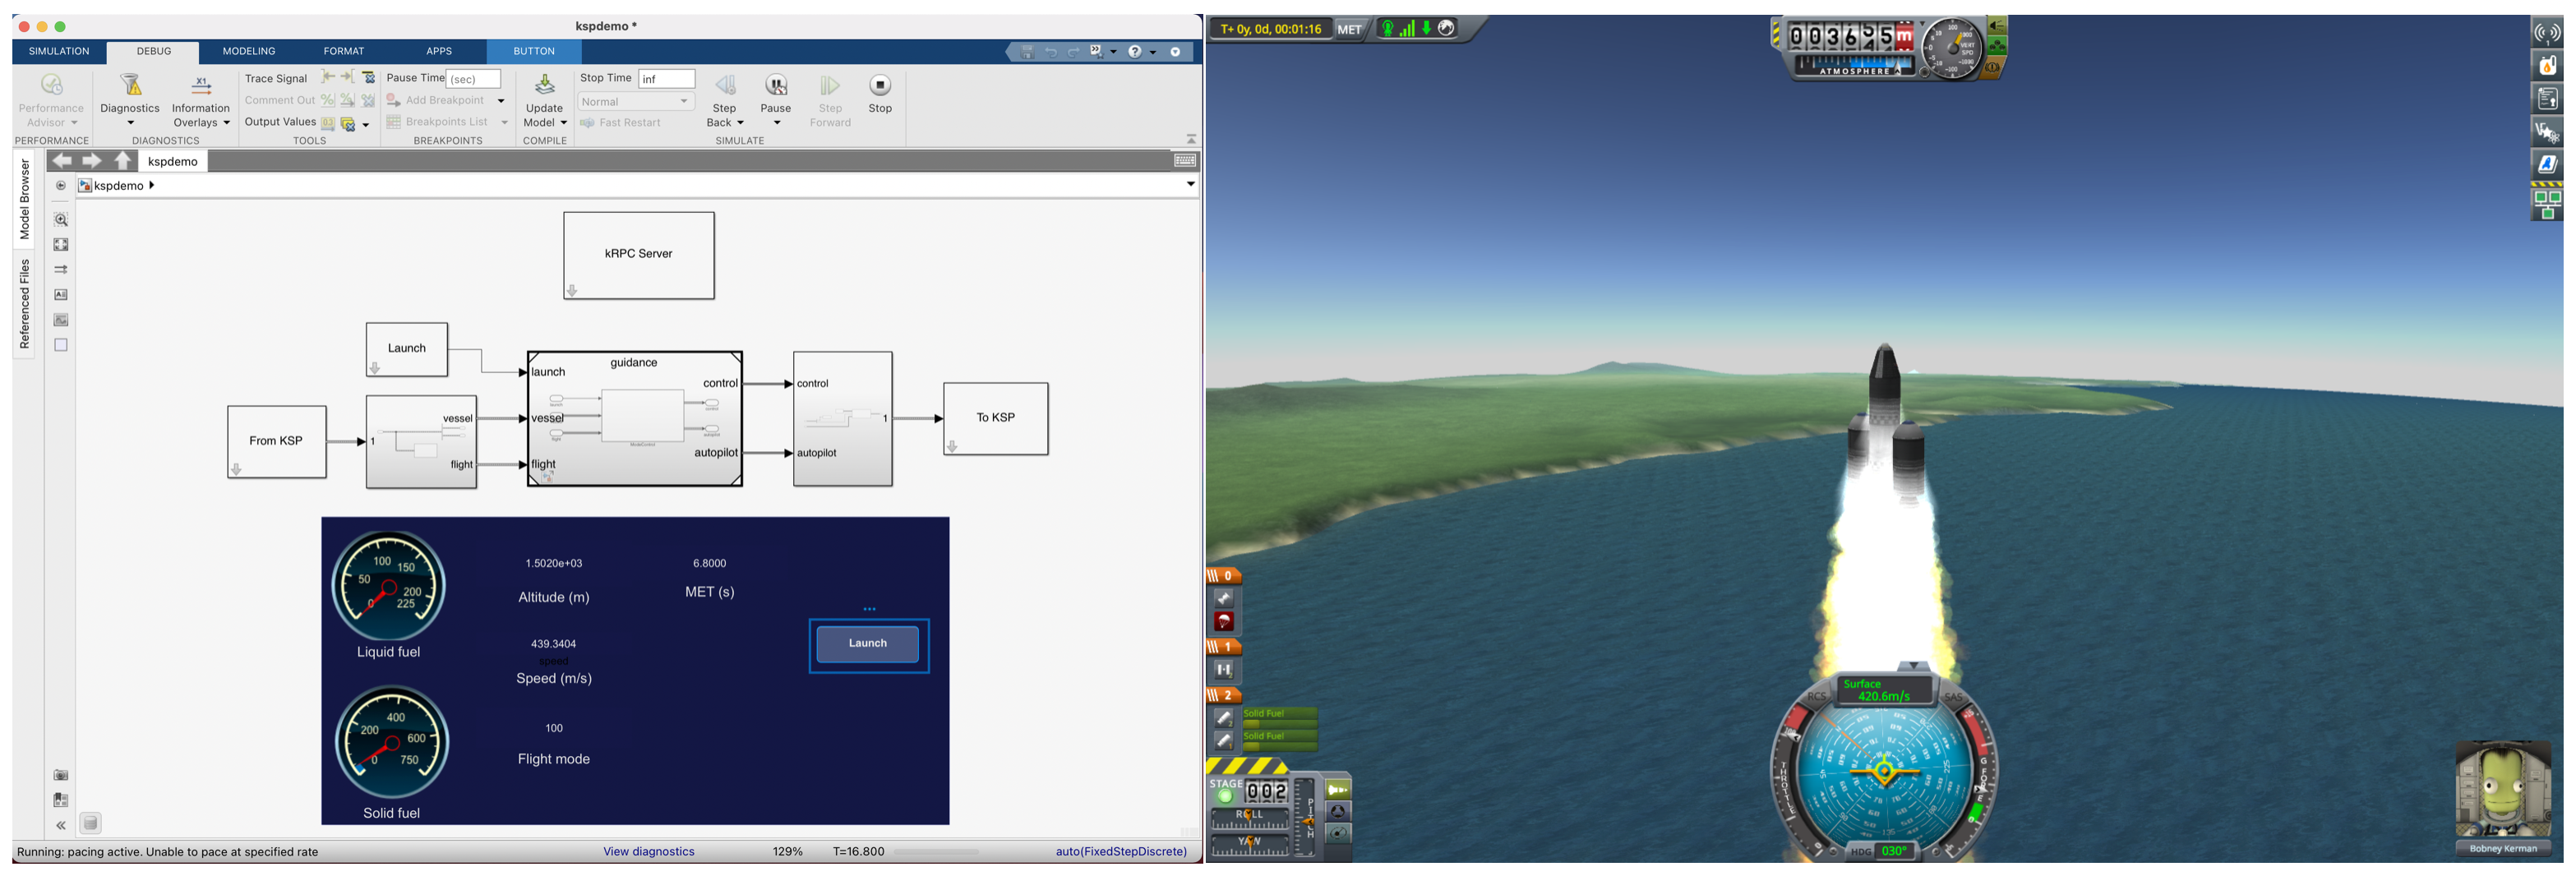 kspdemo *
SIMULATION DEBUG MODELING FORMAT APPS BUTTON
Performance Advisor
PERFORMANCE
Diagnostics
Information Overlays
DIAGNOSTICS
Trace Signal
Comment Out
Output Values
TOOLS
Pause Time (sec)
Add Breakpoint
Breakpoints List
BREAKPOINTS
Update Model
COMPILE
Stop Time inf
Normal
Fast Restart
Step Back
Pause
Step Forward
Stop
SIMULATE
Model Browser
Referenced Files
kspdemo
kspdemo
kRPC Server
Launch
From KSP
1
vessel
flight
guidance
launch
vessel
flight
control
autopilot
control
autopilot
1
To KSP
0 50 100 150 200 225
Liquid fuel
0 200 400 600 750
Solid fuel
1.5020e+03
Altitude (m)
439.3404
speed
Speed (m/s)
100
Flight mode
6.8000
MET (s)
Launch
Running: pacing active. Unable to pace at specified rate
View diagnostics
129%
T=16.800
auto(FixedStepDiscrete)
T+ 0y, 0d, 00:01:16 MET
m
ATMOSPHERE
VERT SPD
0
1
2
Solid Fuel
Solid Fuel
STAGE 002
ROLL
YAW
PITCH
RCS
Surface
420.6m/s
SAS
THROTTLE
HDG 030°
Bobney Kerman